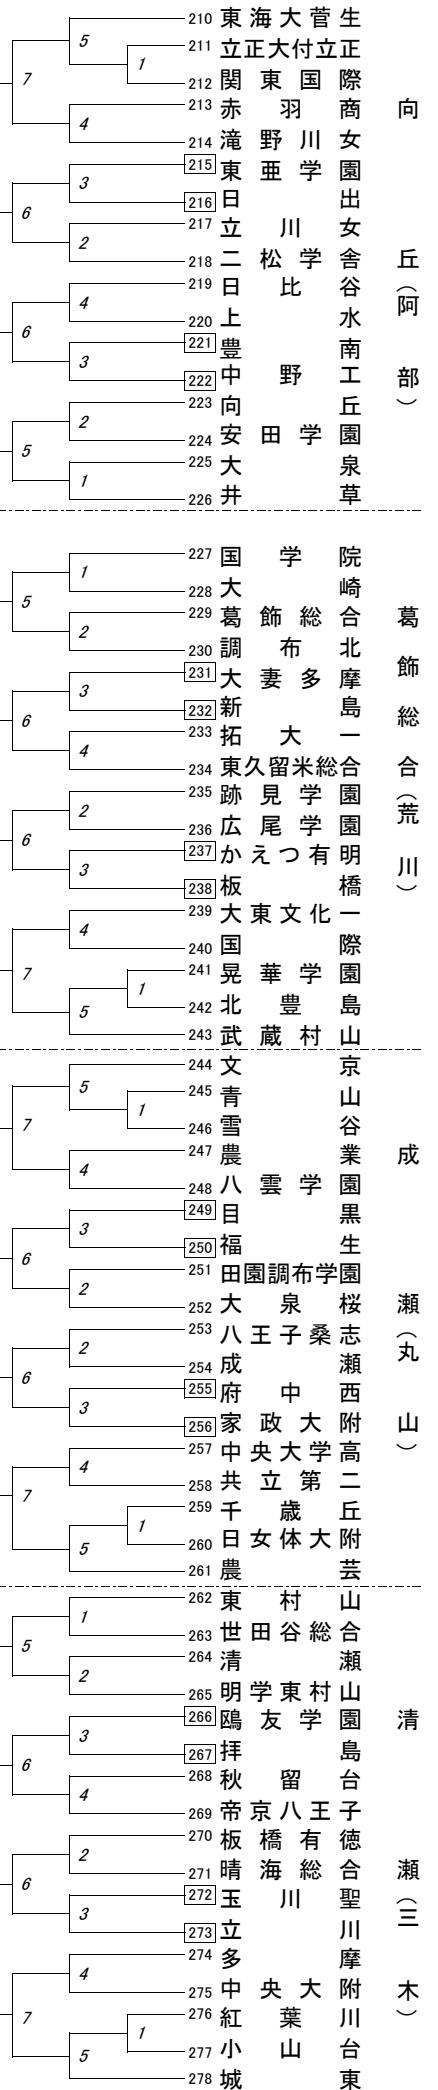 210 東海大菅生
211 立正大付立正
212 関東国際
213 赤羽商
214 滝野川女
215 東亜学園
216 日出
217 立川女
218 二松学舎
219 日比谷
220 上水
221 豊南
222 中野工
223 向丘
224 安田学園
225 大泉
226 井草
5
1
7
4
3
6
2
4
6
3
2
5
1
向丘（阿部）
227 国学院
228 大崎
229 葛飾総合
230 調布北
231 大妻多摩
232 新島
233 拓大一
234 東久留米総合
235 跡見学園
236 広尾学園
237 かえつ有明
238 板橋
239 大東文化一
240 国際
241 晃華学園
242 北豊島
243 武蔵村山
1
5
2
3
6
4
2
6
3
4
7
1
5
葛飾総合（荒川）
244 文京
245 青山
246 雪谷
247 農業
248 八雲学園
249 目黒
250 福生
251 田園調布学園
252 大泉桜
253 八王子桑志
254 成瀬
255 府中西
256 家政大附
257 中央大学高
258 共立第二
259 千歳丘
260 日女体大附
261 農芸
5
1
7
4
3
6
2
2
6
3
4
7
1
5
成瀬（丸山）
262 東村山
263 世田谷総合
264 清瀬
265 明学東村山
266 鴎友学園
267 拝島
268 秋留台
269 帝京八王子
270 板橋有徳
271 晴海総合
272 玉川聖
273 立川
274 多摩
275 中央大附
276 紅葉川
277 小山台
278 城東
1
5
2
3
6
4
2
6
3
4
7
1
5
清瀬（三木）